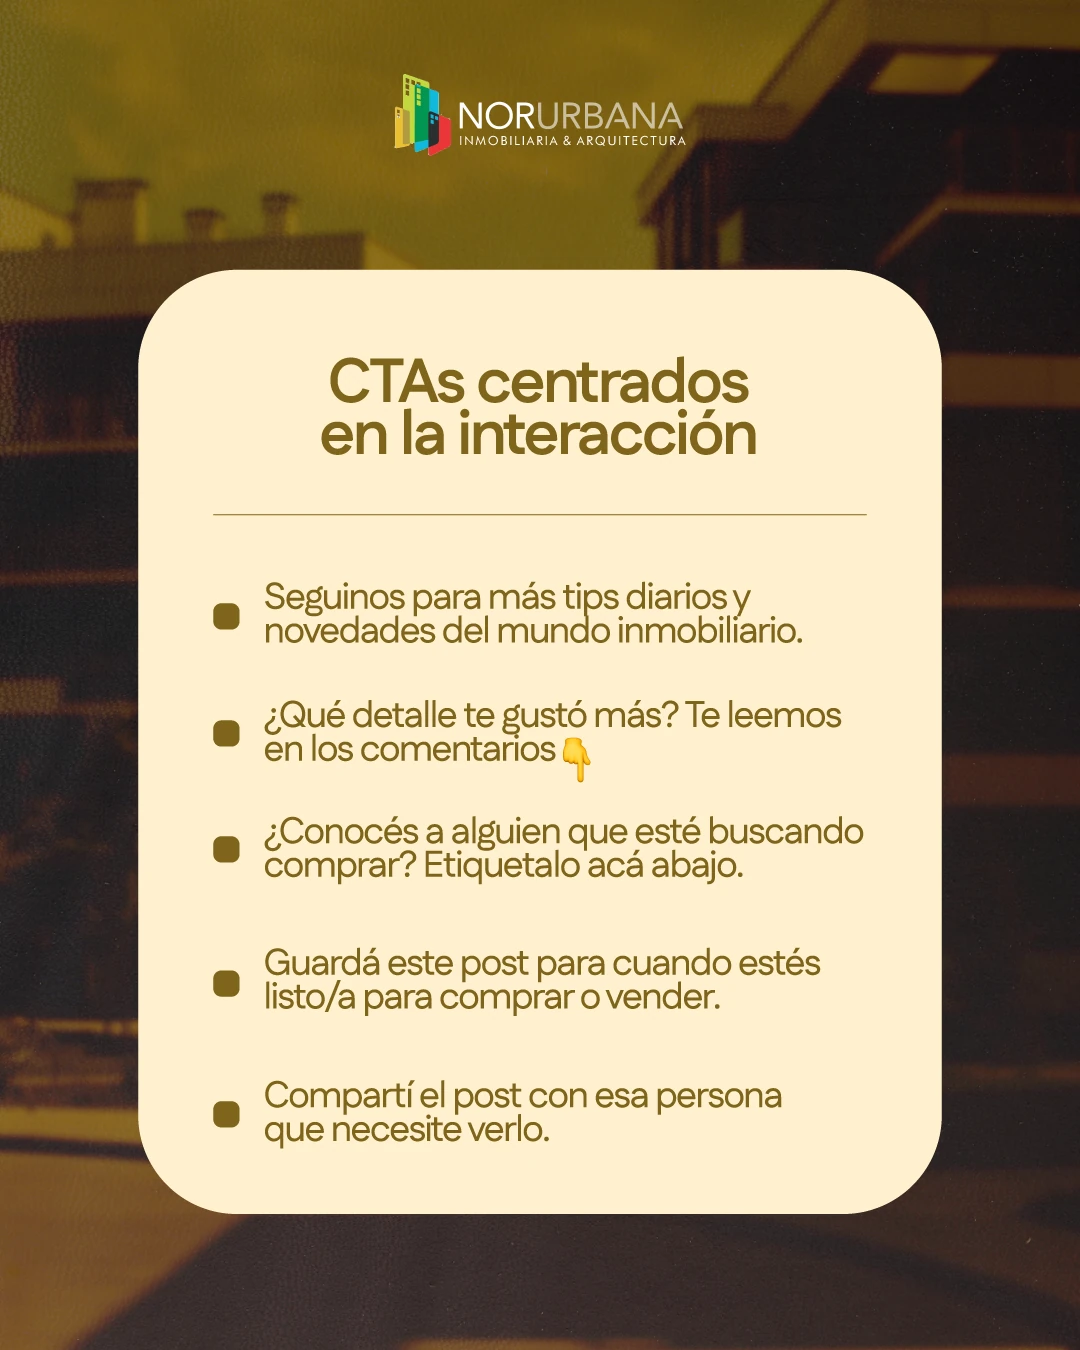 NORURBANA
INMOBILIARIA & ARQUITECTURA
CTAs centrados
en la interacción
Seguinos para más tips diarios y
novedades del mundo inmobiliario.
¿Qué detalle te gustó más? Te leemos
en los comentarios👇
¿Conocés a alguien que esté buscando
comprar? Etiquetalo acá abajo.
Guardá este post para cuando estés
listo/a para comprar o vender.
Compartí el post con esa persona
que necesite verlo.